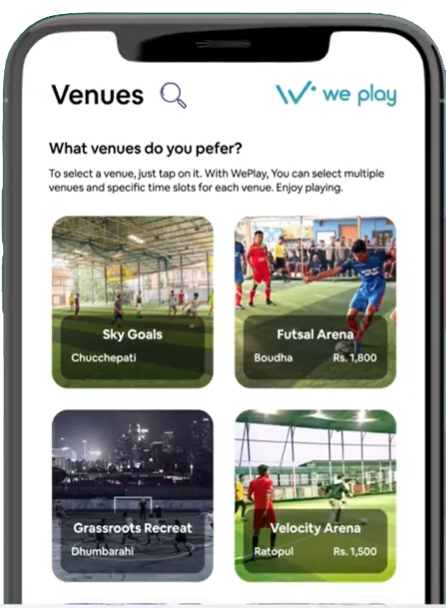 Venues
we play
What venues do you pefer?
To select a venue, just tap on it. With WePlay, You can select multiple
venues and specific time slots for each venue. Enjoy playing.
Sky Goals
Chucchepati
Futsal Arena
Boudha Rs. 1,800
Grassroots Recreat
Dhumbarahi
Velocity Arena
Ratopul Rs. 1,500